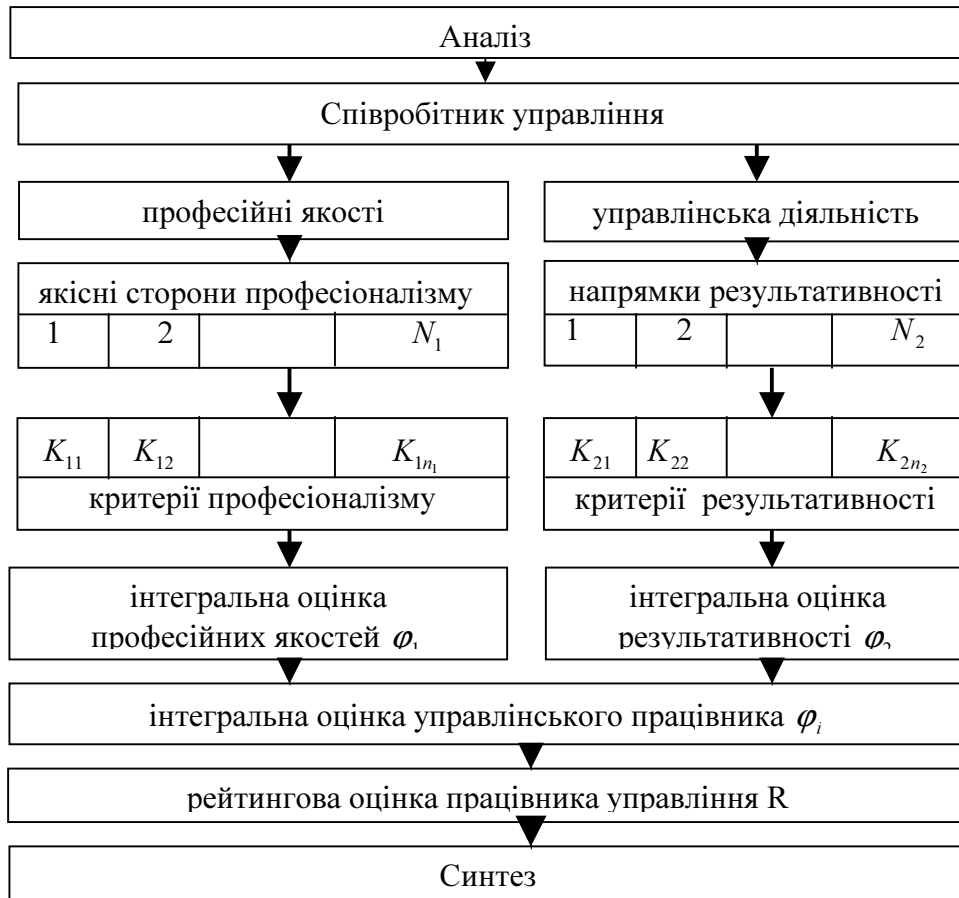 Аналіз
Співробітник управління
професійні якості
управлінська діяльність
якісні сторони професіоналізму
1 2 N₁
напрямки результативності
1 2 N₂
K₁₁ K₁₂ K₁ₙ₁
критерії професіоналізму
K₂₁ K₂₂ K₂ₙ₂
критерії результативності
інтегральна оцінка
професійних якостей φ₁
інтегральна оцінка
результативності φ₂
інтегральна оцінка управлінського працівника φᵢ
рейтингова оцінка працівника управління R
Синтез